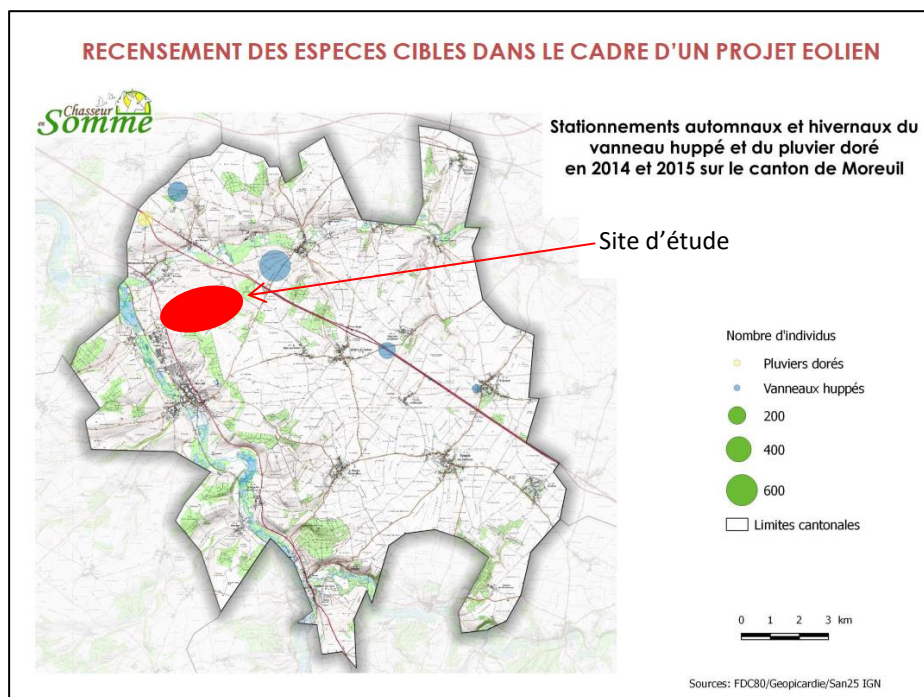 RECENSEMENT DES ESPECES CIBLES DANS LE CADRE D'UN PROJET EOLIEN
Chasseur
en Somme
Stationnements automnaux et hivernaux du
vanneau huppé et du pluvier doré
en 2014 et 2015 sur le canton de Moreuil
Site d'étude
Nombre d'individus
Pluviers dorés
Vanneaux huppés
200
400
600
Limites cantonales
0 1 2 3 km
Sources: FDC80/Geopicardie/San25 IGN